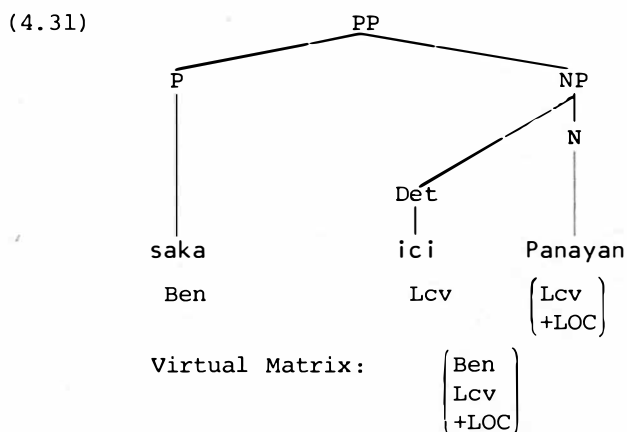 (4.31) PP
P NP
N
Det
saka ici Panayan
Ben Lcv Lcv
+LOC
Virtual Matrix: Ben
Lcv
+LOC